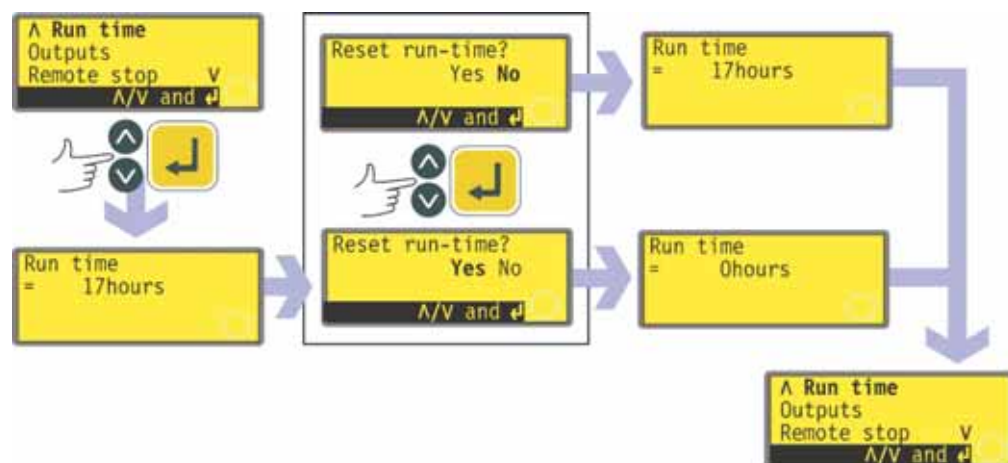 ∧ Run time
Outputs
Remote stop ∨
∧/∨ and ↵
Run time
= 17hours
Reset run-time?
Yes No
∧/∨ and ↵
Reset run-time?
Yes No
∧/∨ and ↵
Run time
= 17hours
Run time
= 0hours
∧ Run time
Outputs
Remote stop ∨
∧/∨ and ↵